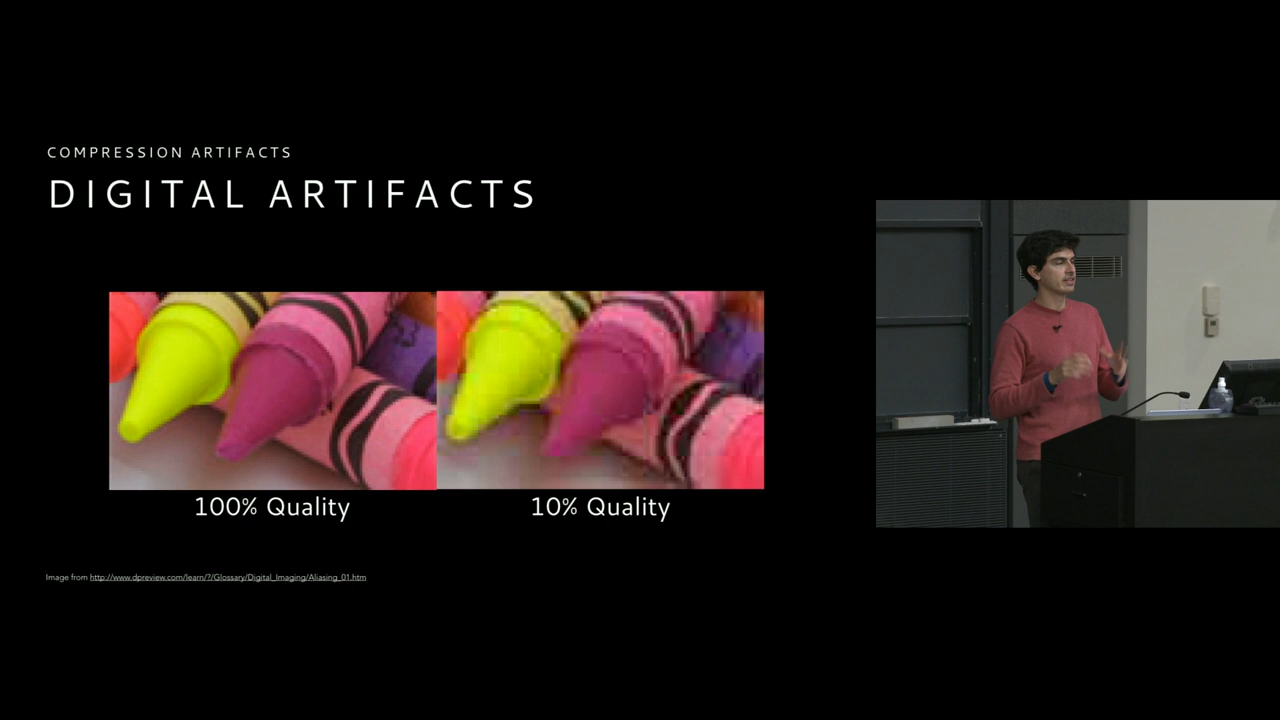 COMPRESSION ARTIFACTS
DIGITAL ARTIFACTS
100% Quality
10% Quality
Image from http://www.dpreview.com/learn/?/Glossary/Digital_Imaging/Aliasing_01.htm